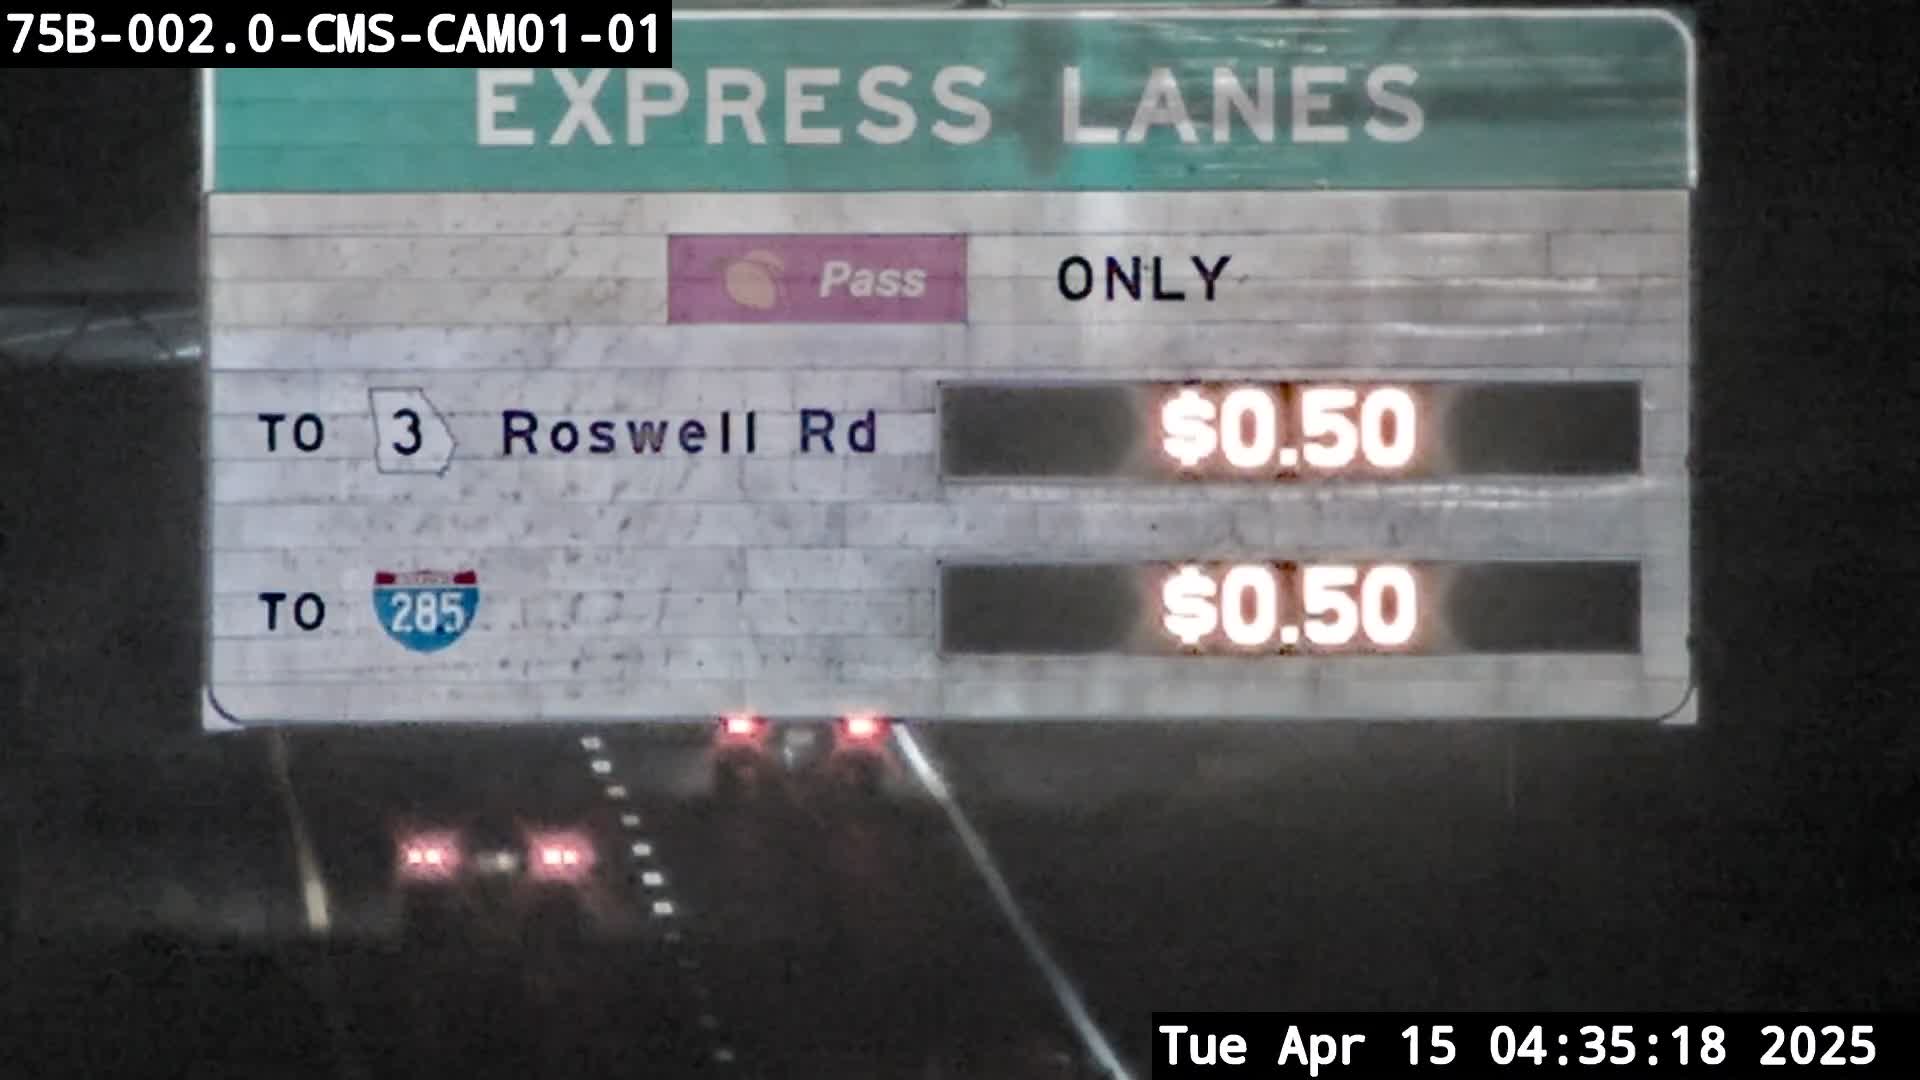 75B-002.0-CMS-CAM01-01
EXPRESS LANES
Pass ONLY
TO 3 Roswell Rd $0.50
TO 285 $0.50
Tue Apr 15 04:35:18 2025